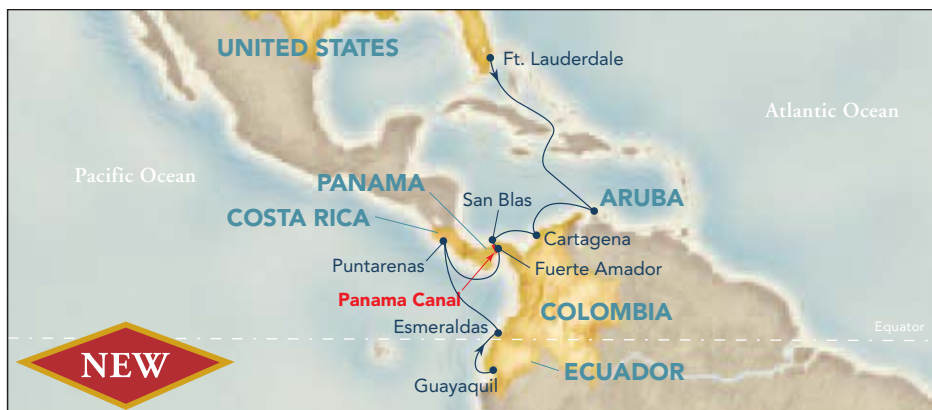 UNITED STATES
Ft. Lauderdale
Atlantic Ocean
Pacific Ocean
PANAMA
San Blas
ARUBA
COSTA RICA
Cartagena
Puntarenas
Fuerte Amador
Panama Canal
COLOMBIA
Esmeraldas
Equator
NEW
ECUADOR
Guayaquil